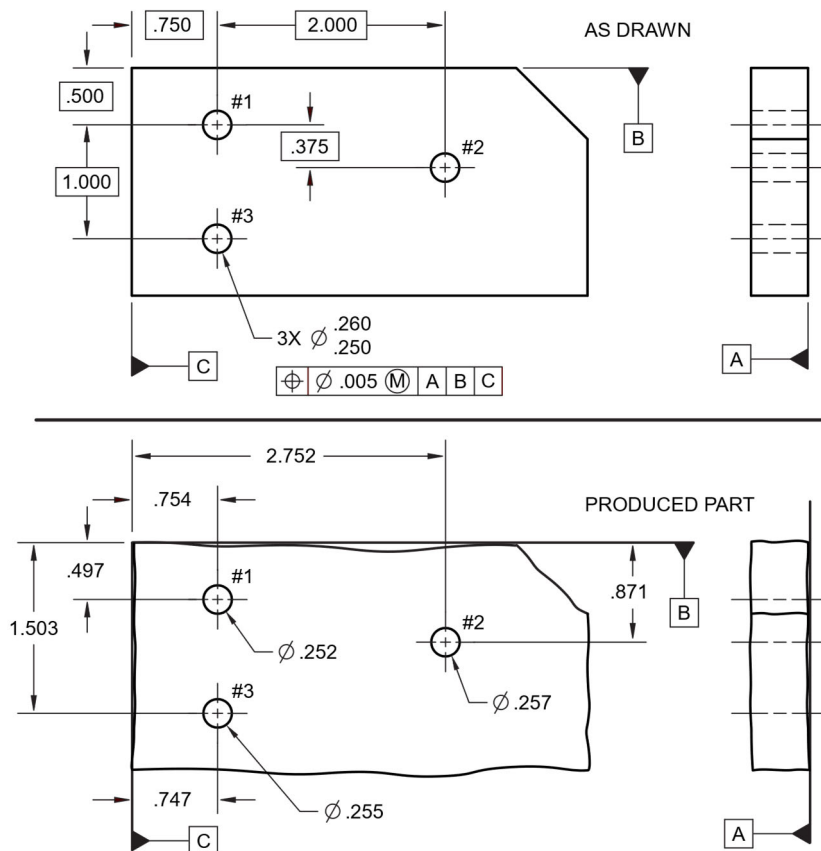 .750
2.000
AS DRAWN
.500
#1
B
.375
#2
1.000
#3
3X ⌀ .260
.250
C
A
⌖ ⌀ .005 Ⓜ A B C
2.752
.754
PRODUCED PART
.497
#1
.871
B
#2
1.503
⌀ .252
#3
⌀ .257
.747
⌀ .255
C
A